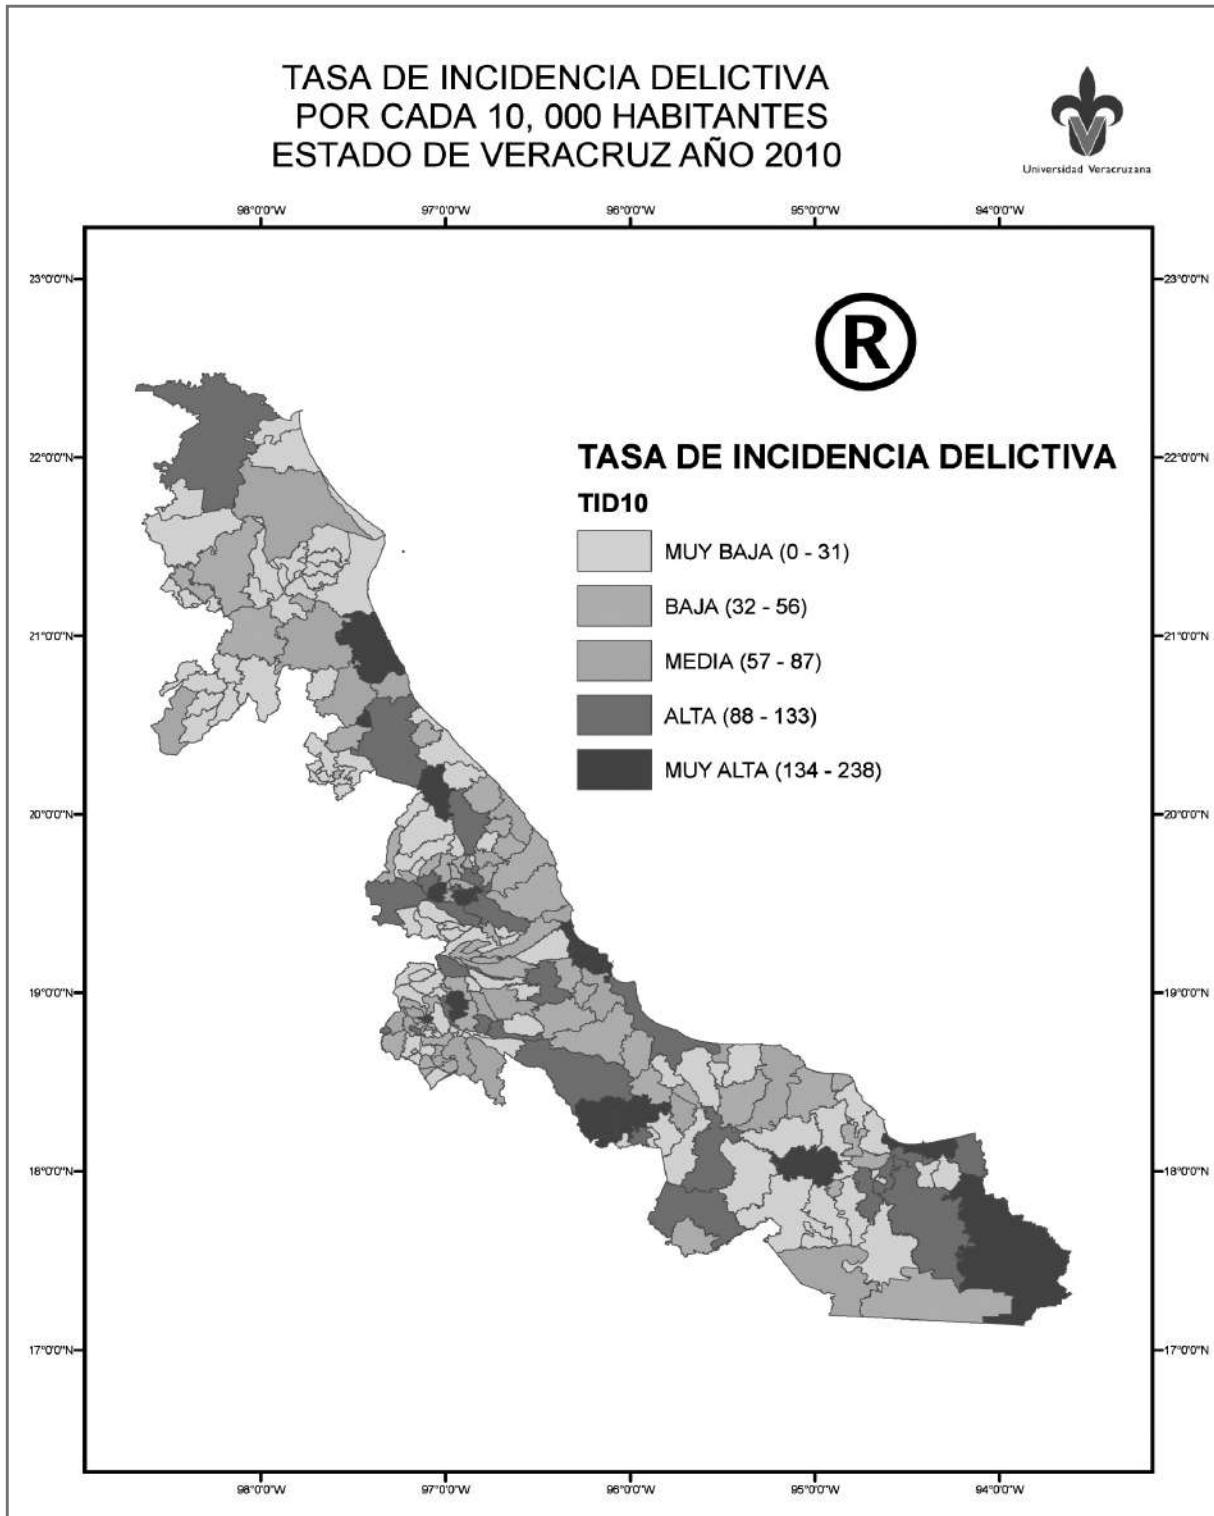 TASA DE INCIDENCIA DELICTIVA
POR CADA 10, 000 HABITANTES
ESTADO DE VERACRUZ AÑO 2010
Universidad Veracruzana
98°0'0"W 97°0'0"W 96°0'0"W 95°0'0"W 94°0'0"W
23°0'0"N 23°0'0"N
®
TASA DE INCIDENCIA DELICTIVA
22°0'0"N 22°0'0"N
TID10
MUY BAJA (0 - 31)
BAJA (32 - 56)
21°0'0"N 21°0'0"N
MEDIA (57 - 87)
ALTA (88 - 133)
MUY ALTA (134 - 238)
20°0'0"N 20°0'0"N
19°0'0"N 19°0'0"N
18°0'0"N 18°0'0"N
17°0'0"N 17°0'0"N
98°0'0"W 97°0'0"W 96°0'0"W 95°0'0"W 94°0'0"W